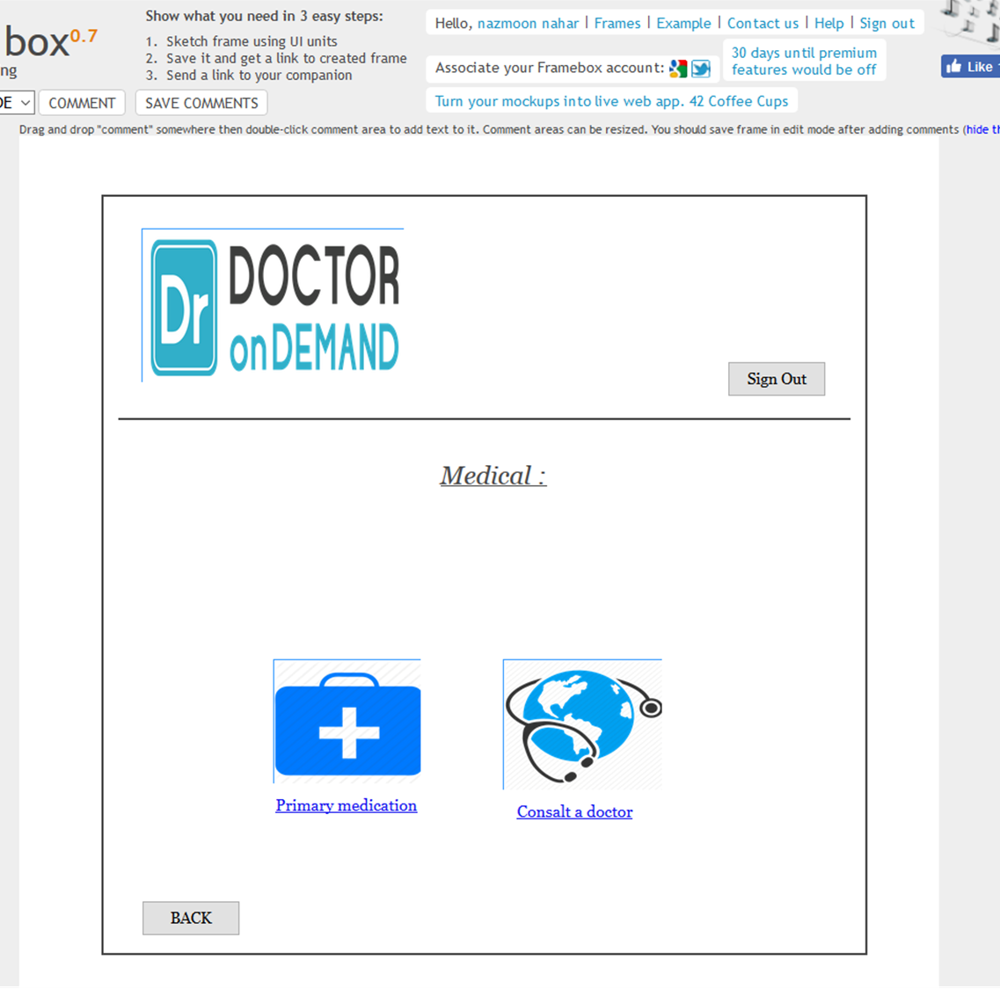 box0.7
ng
Show what you need in 3 easy steps:
1. Sketch frame using UI units
2. Save it and get a link to created frame
3. Send a link to your companion
Hello, nazmoon nahar | Frames | Example | Contact us | Help | Sign out
Associate your Framebox account:
30 days until premium
features would be off
Like
DE
COMMENT
SAVE COMMENTS
Turn your mockups into live web app. 42 Coffee Cups
Drag and drop "comment" somewhere then double-click comment area to add text to it. Comment areas can be resized. You should save frame in edit mode after adding comments (hide th
Dr
DOCTOR
onDEMAND
Sign Out
Medical :
Primary medication
Consalt a doctor
BACK